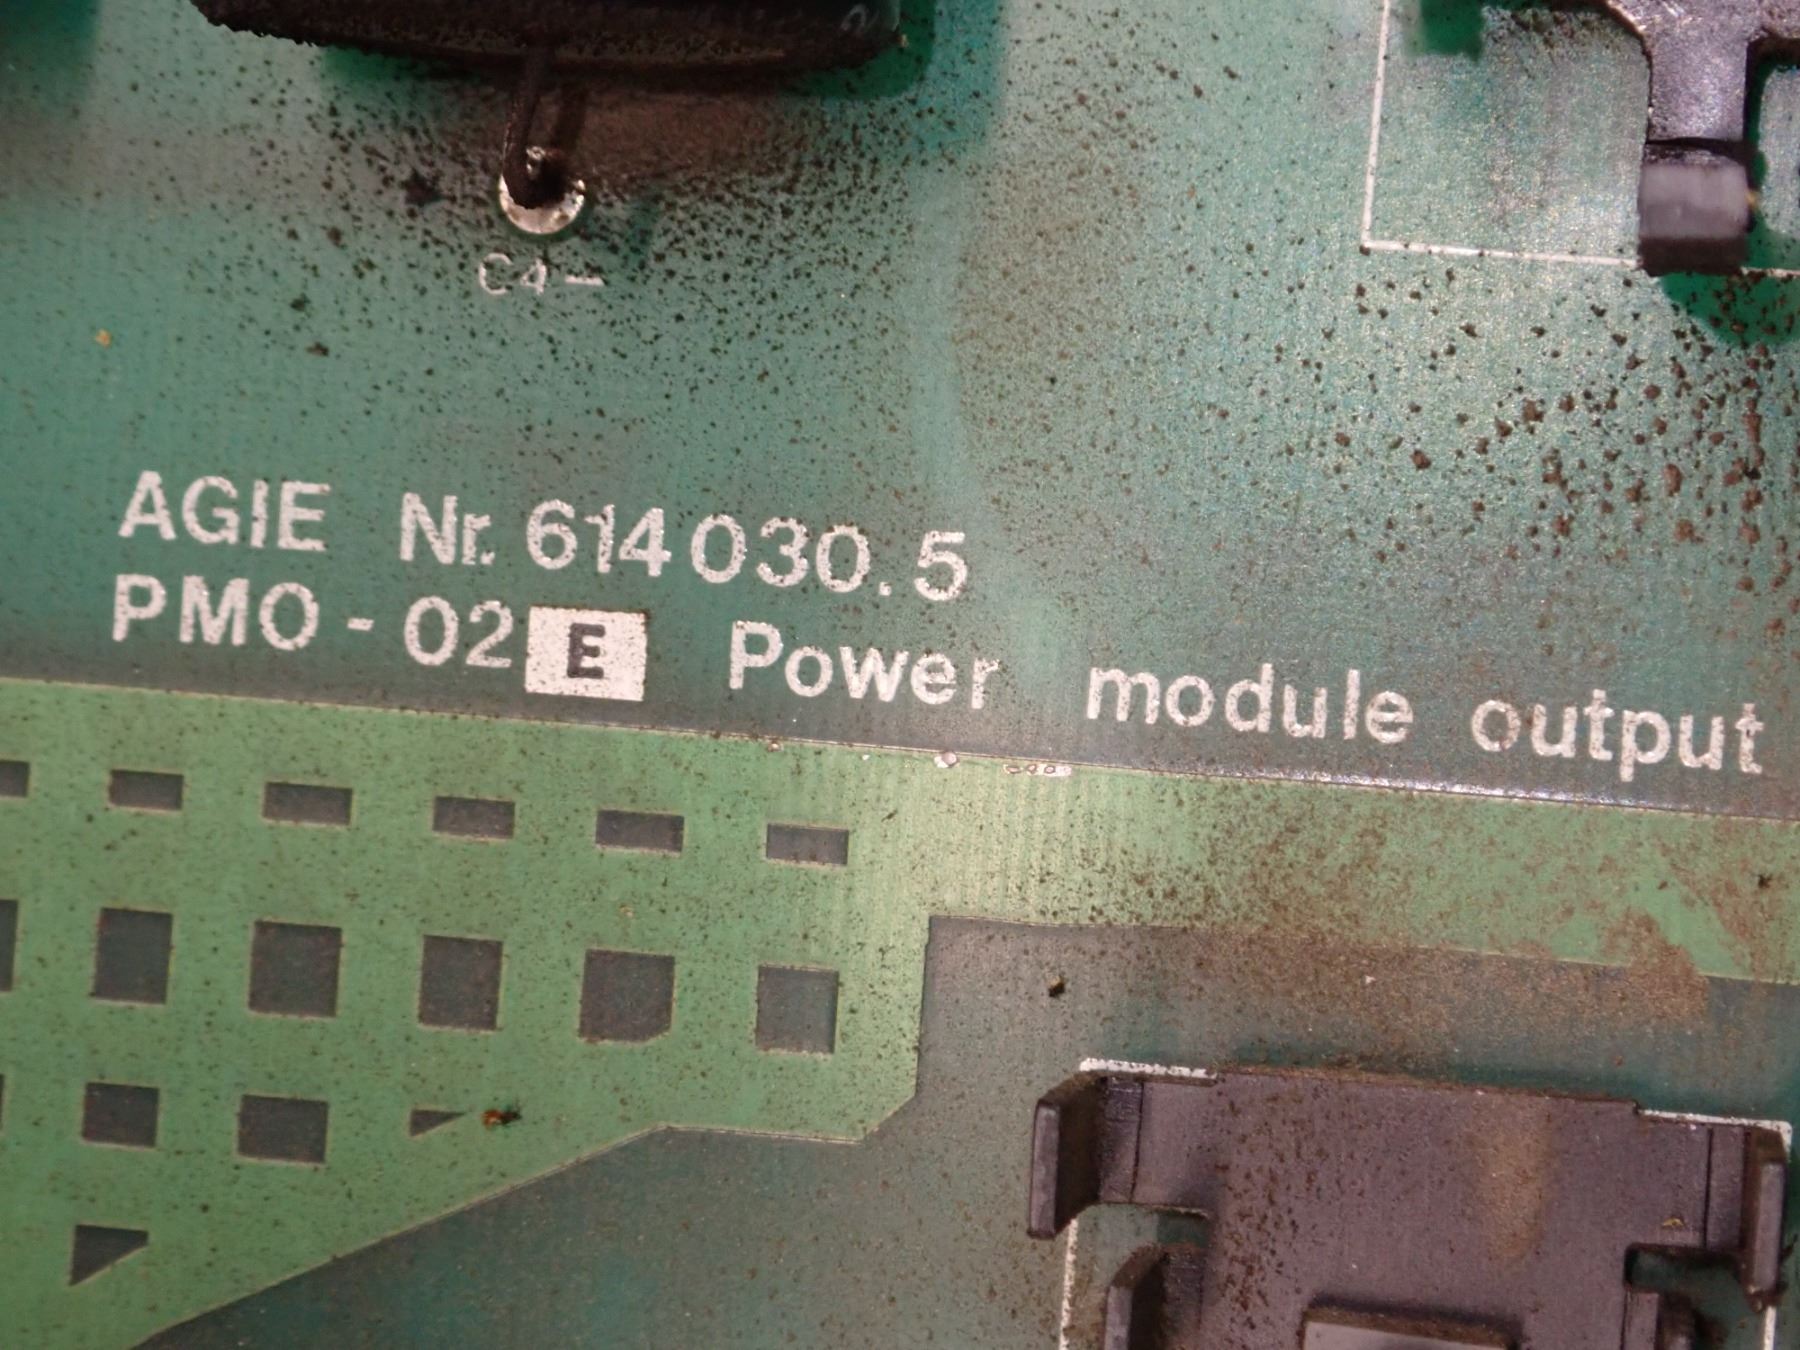 C4-
AGIE Nr. 614030.5
PMO-02 E Power module output